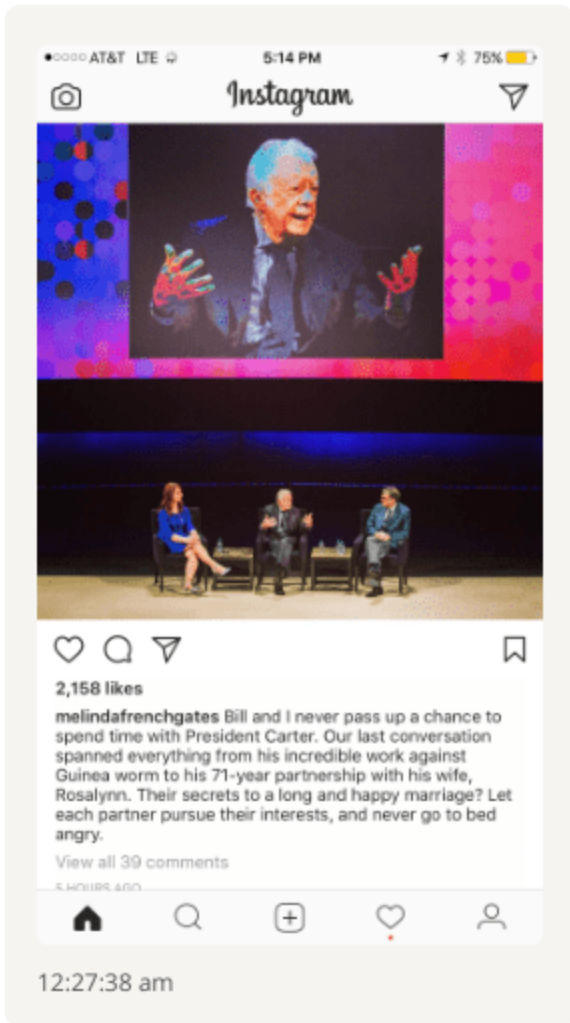 AT&T LTE 5:14 PM 75%
Instagram
2,158 likes
melindafrenchgates Bill and I never pass up a chance to
spend time with President Carter. Our last conversation
spanned everything from his incredible work against
Guinea worm to his 71-year partnership with his wife,
Rosalynn. Their secrets to a long and happy marriage? Let
each partner pursue their interests, and never go to bed
angry.
View all 39 comments
5 HOURS AGO
12:27:38 am